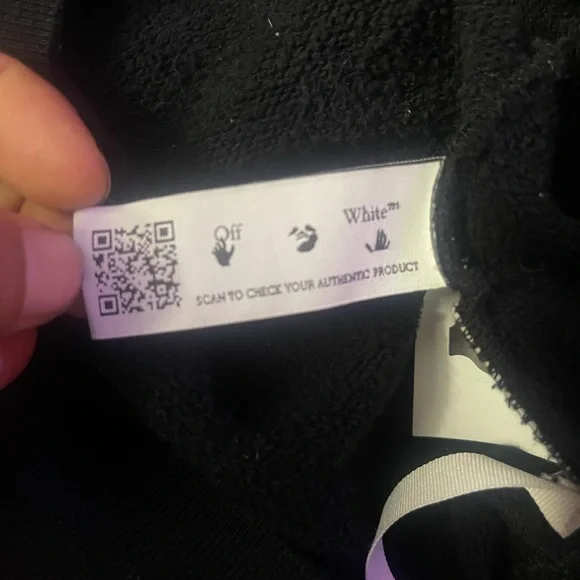 Off White™
SCAN TO CHECK YOUR AUTHENTIC PRODUCT